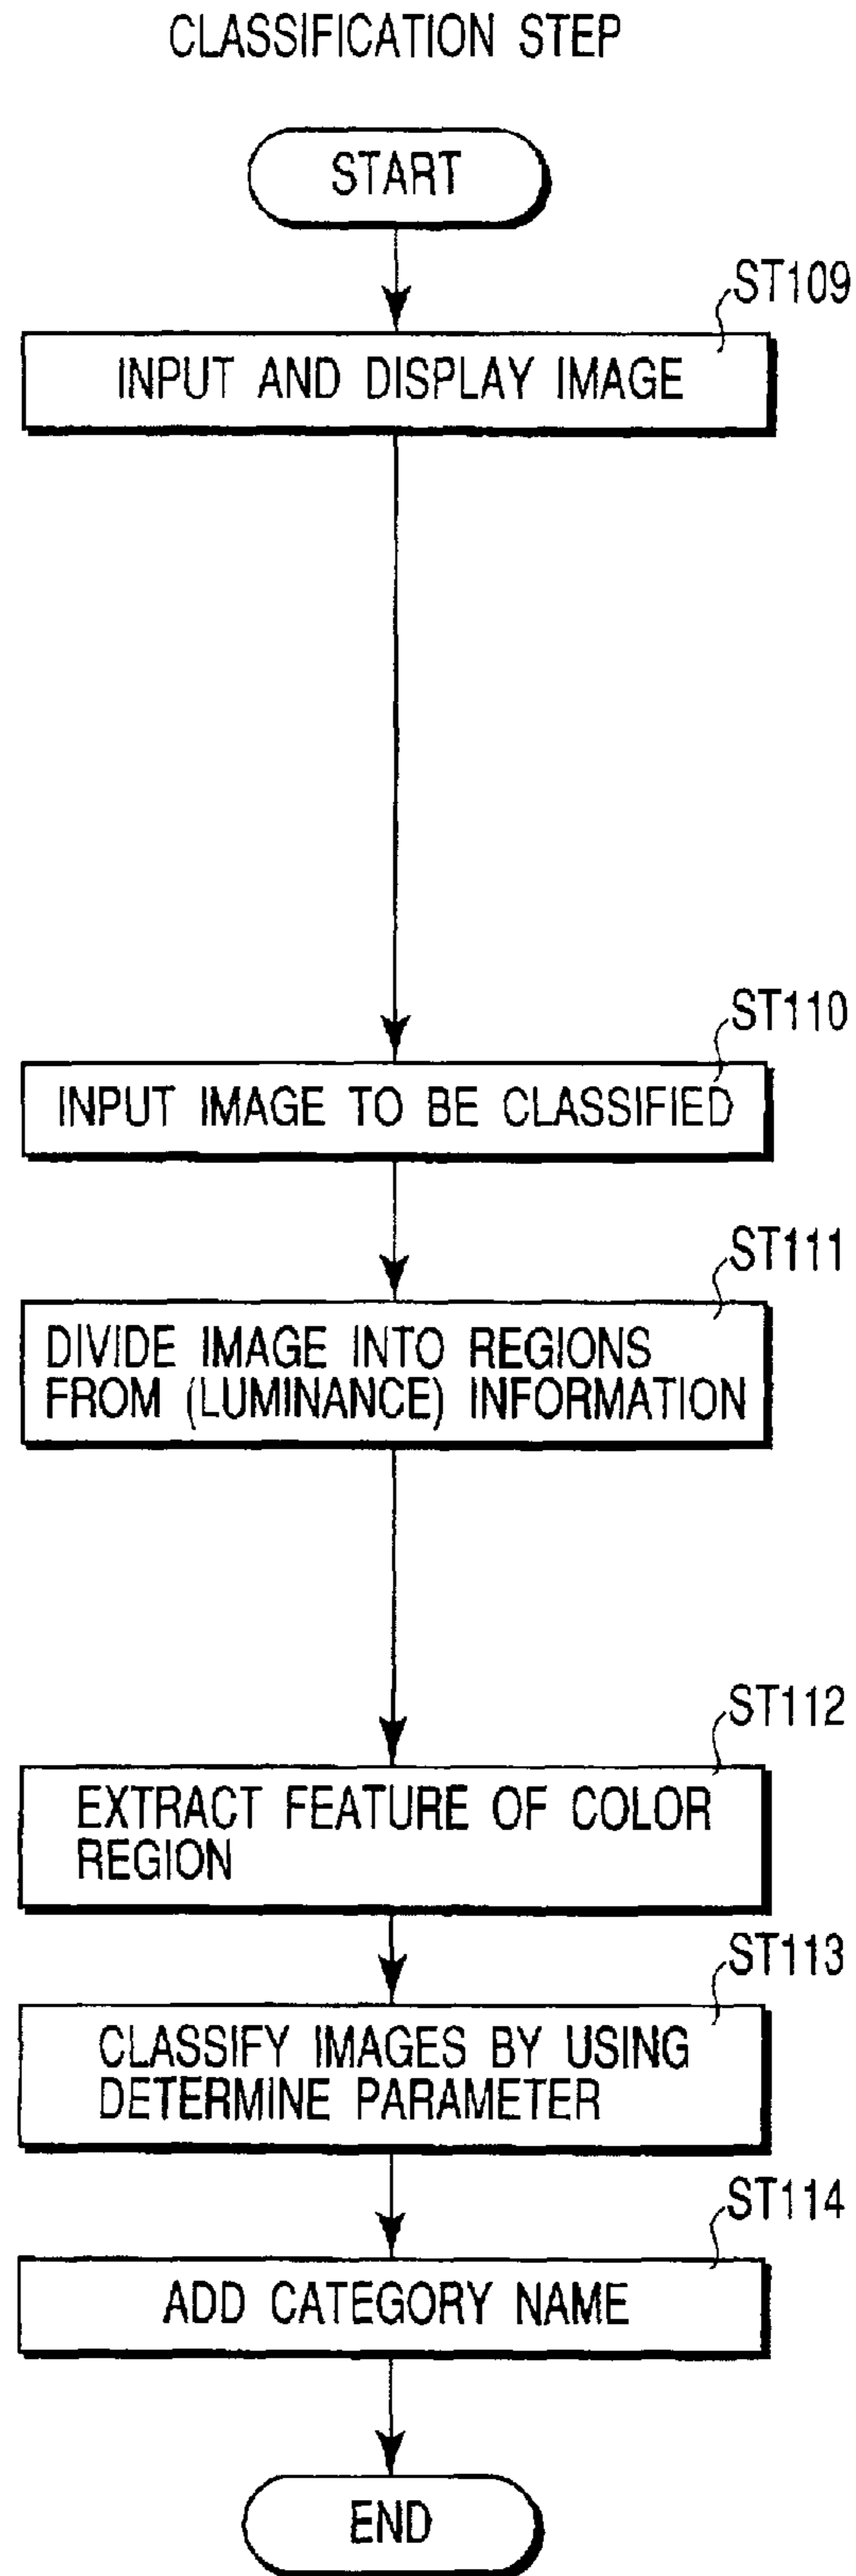 CLASSIFICATION STEP
START
ST109
INPUT AND DISPLAY IMAGE
ST110
INPUT IMAGE TO BE CLASSIFIED
ST111
DIVIDE IMAGE INTO REGIONS
FROM (LUMINANCE) INFORMATION
ST112
EXTRACT FEATURE OF COLOR
REGION
ST113
CLASSIFY IMAGES BY USING
DETERMINE PARAMETER
ST114
ADD CATEGORY NAME
END